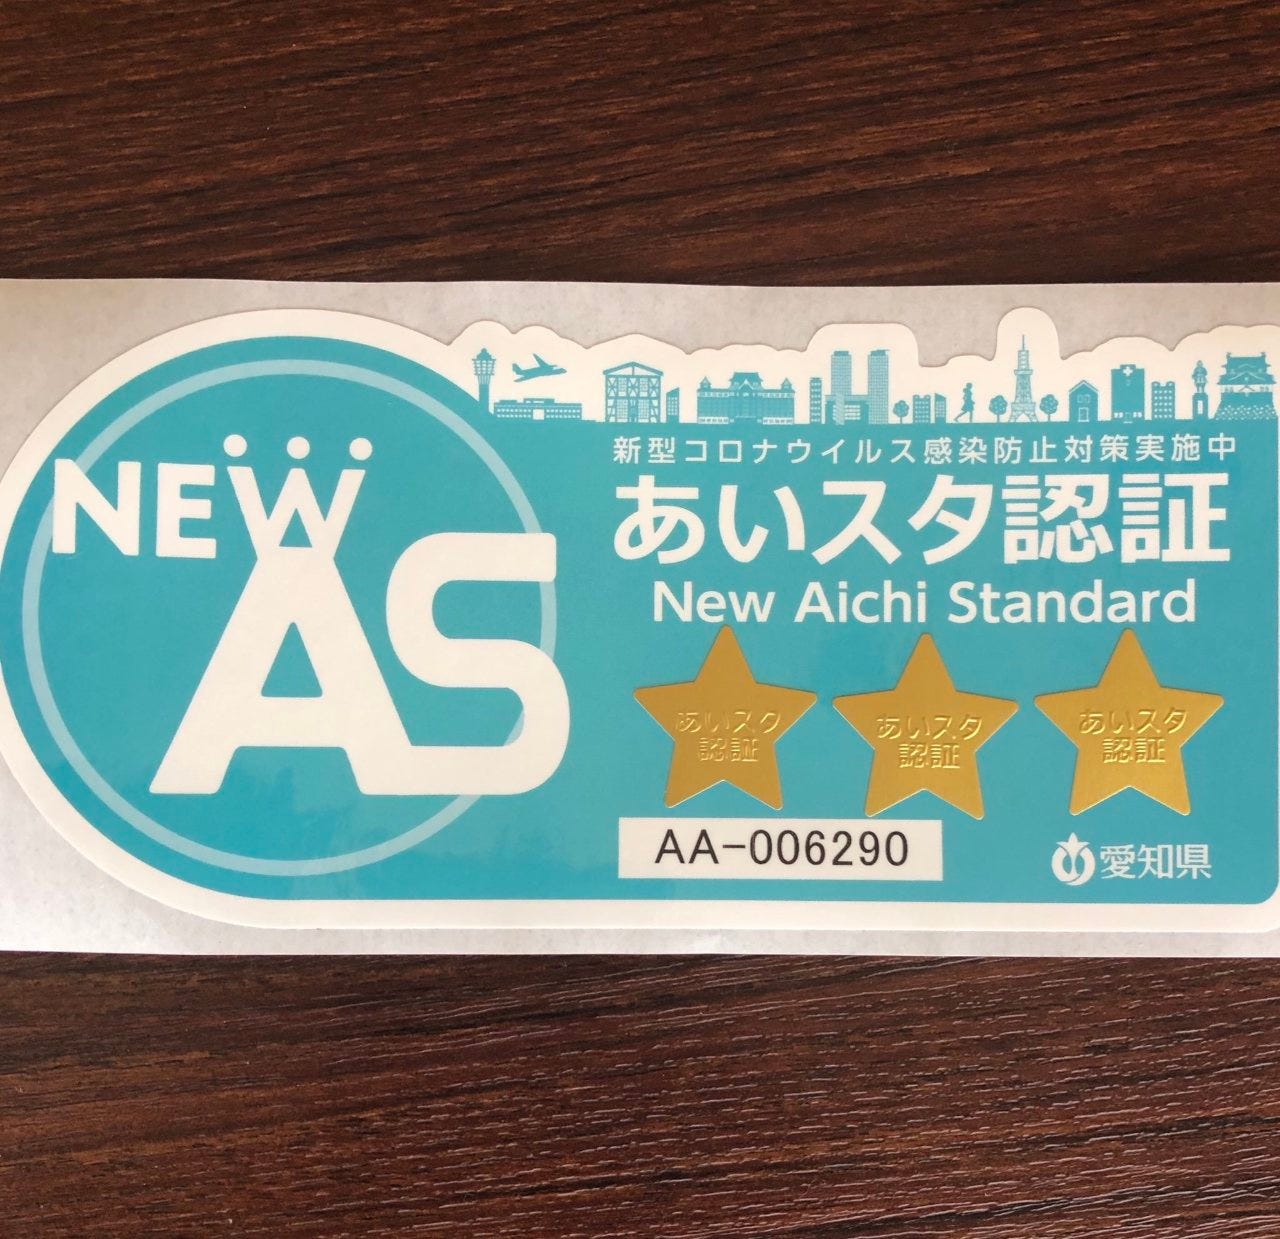 NEW
AS
新型コロナウイルス感染防止対策実施中
あいスタ認証
New Aichi Standard
あいスタ
認証
あいスタ
認証
あいスタ
認証
AA-006290
愛知県